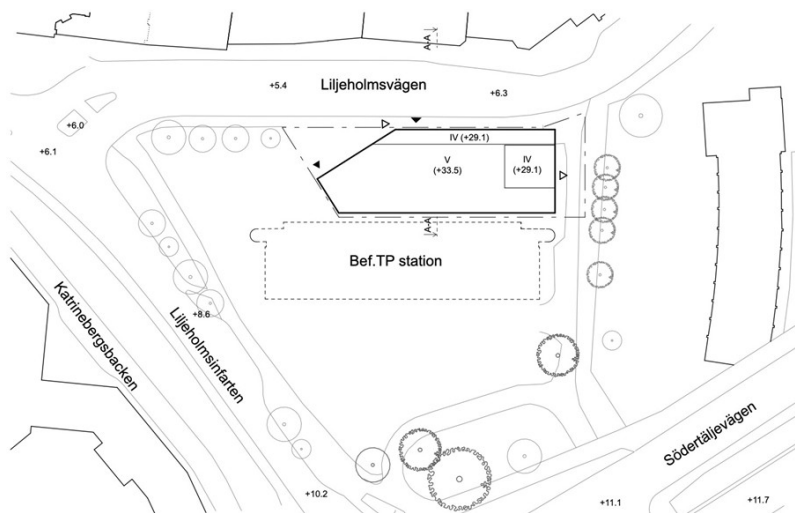 A-A
+5.4
Liljeholmsvägen
+6.3
+6.0
+6.1
IV (+29.1)
V
(+33.5)
IV
(+29.1)
A-A
Bef.TP station
+8.6
Katrinebergsbacken
Liljeholmsinfarten
Södertäljevägen
+10.2
+11.1
+11.7